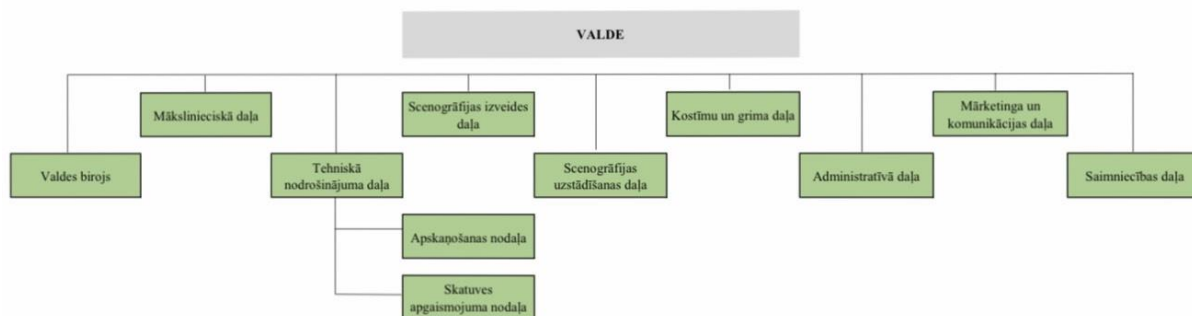 VALDE
Mākslinieciskā daļa
Scenogrāfijas izveides
daļa
Kostīmu un grima daļa
Mārketinga un
komunikācijas daļa
Valdes birojs
Tehniskā
nodrošinājuma daļa
Scenogrāfijas
uzstādīšanas daļa
Administratīvā daļa
Saimniecības daļa
Apskaņošanas nodaļa
Skatuves
apgaismojuma nodaļa